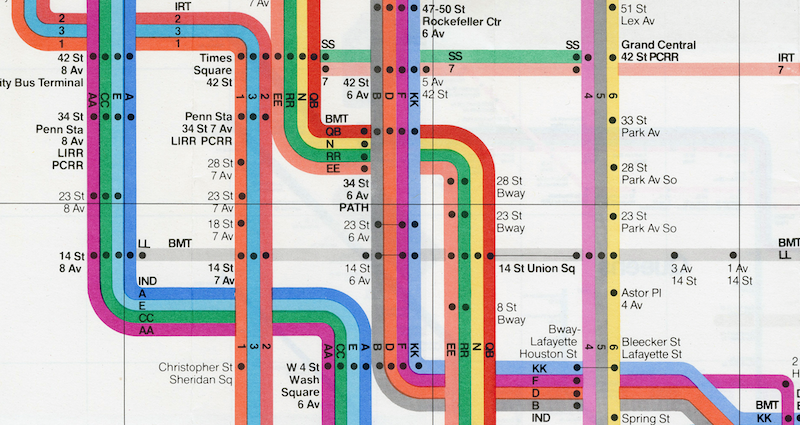 7 Av
IRT
2
3
1
2
3
1
47-50 St
Rockefeller Ctr
6 Av
51 St
Lex Av
SS
SS
SS
Grand Central
42 St PCRR
IRT
7
42 St
8 Av
ity Bus Terminal
Times
Square
42 St
7
7
42 St
6 Av
5 Av
42 St
AA
CC
E
A
1
3
2
EE
RR
N
QB
B
D
F
KK
4
5
6
34 St
Penn Sta
8 Av
LIRR
PCRR
Penn Sta
34 St 7 Av
LIRR PCRR
BMT
QB
N
RR
EE
33 St
Park Av
28 St
7 Av
34 St
6 Av
PATH
28 St
Bway
28 St
Park Av So
23 St
8 Av
23 St
7 Av
18 St
7 Av
23 St
6 Av
23 St
Bway
23 St
Park Av So
LL
BMT
BMT
LL
14 St
8 Av
14 St
7 Av
14 St
6 Av
14 St Union Sq
3 Av
14 St
1 Av
14 St
IND
A
E
CC
AA
8 St
Bway
Astor Pl
4 Av
1
3
2
AA
CC
E
A
B
D
F
KK
EE
RR
N
QB
4
5
6
Bway-
Lafayette
Houston St
Bleecker St
Lafayette St
Christopher St
Sheridan Sq
W 4 St
Wash
Square
6 Av
KK
F
D
B
IND
Spring St
2
H
D
E
BMT
KK